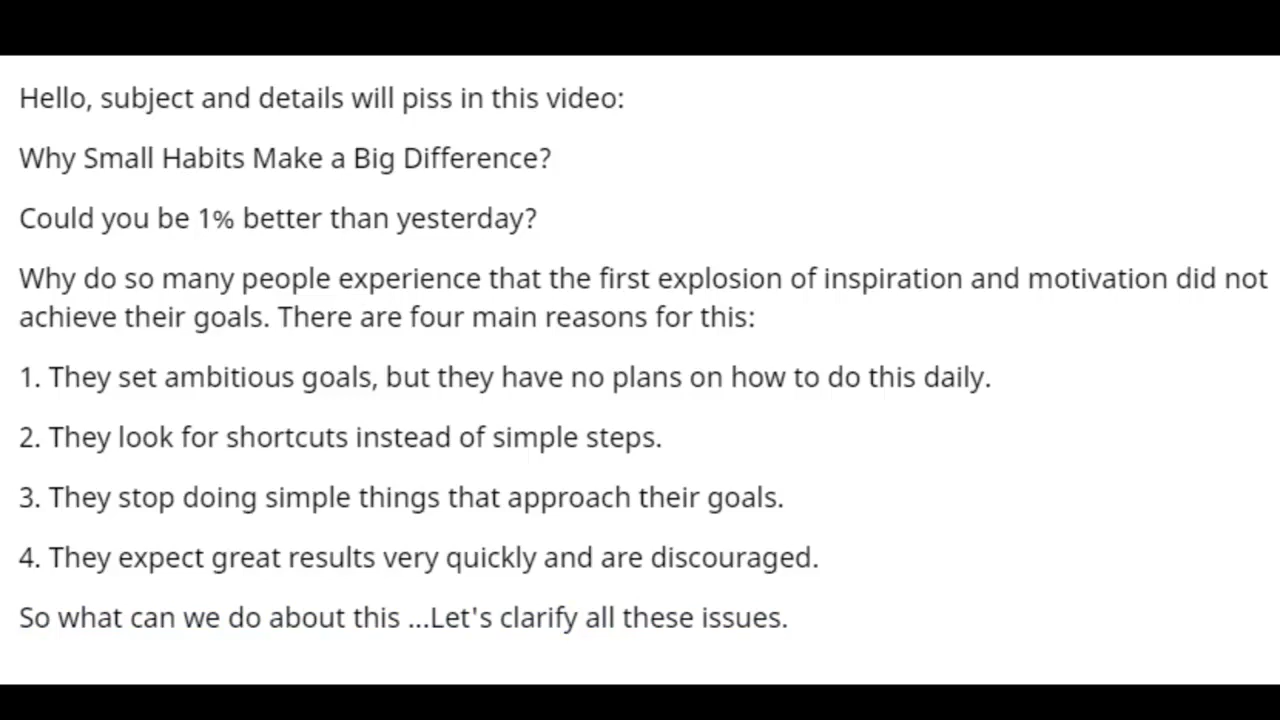 Hello, subject and details will piss in this video:
Why Small Habits Make a Big Difference?
Could you be 1% better than yesterday?
Why do so many people experience that the first explosion of inspiration and motivation did not
achieve their goals. There are four main reasons for this:
1. They set ambitious goals, but they have no plans on how to do this daily.
2. They look for shortcuts instead of simple steps.
3. They stop doing simple things that approach their goals.
4. They expect great results very quickly and are discouraged.
So what can we do about this ...Let's clarify all these issues.